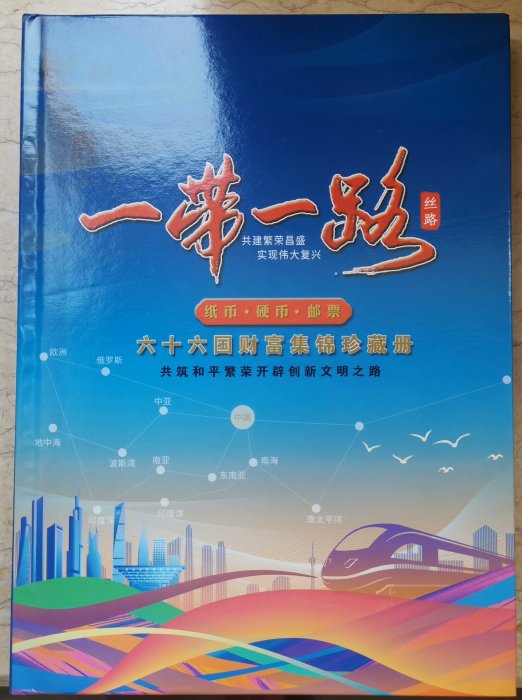 一带一路
丝路
共建繁荣昌盛
实现伟大复兴
纸币·硬币·邮票
六十六国财富集锦珍藏册
共筑和平繁荣开辟创新文明之路
欧洲
俄罗斯
中亚
中国
地中海
波斯湾
南亚
东南亚
南海
印度洋
印度洋
南太平洋